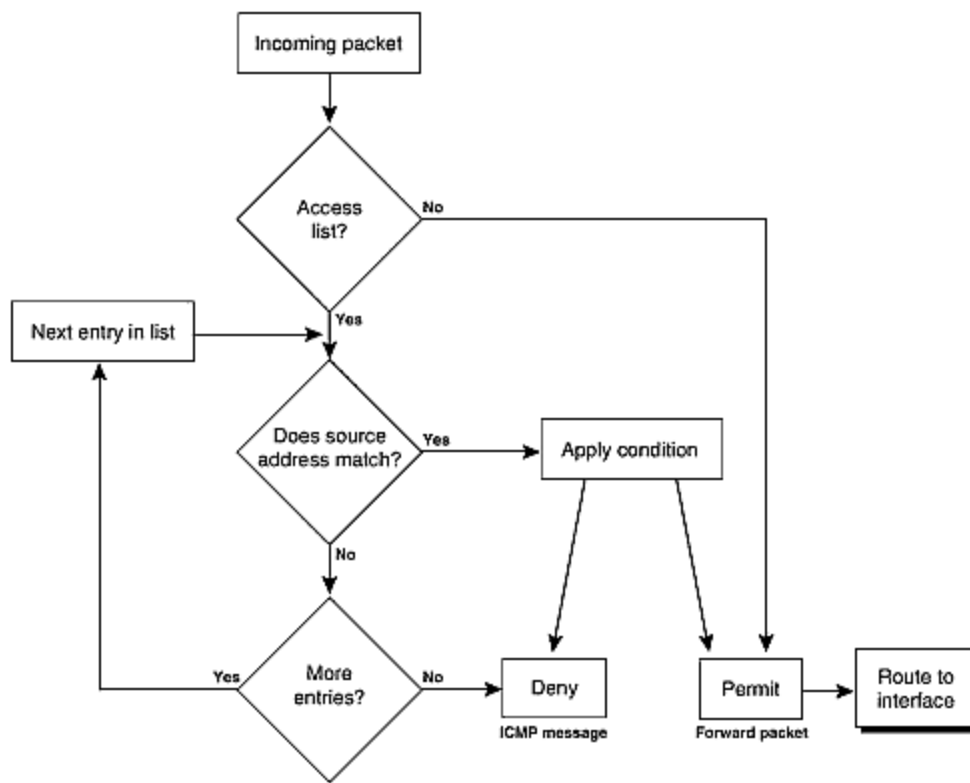 Incoming packet
Access
list?
No
Yes
Next entry in list
Does source
address match?
Yes
Apply condition
No
More
entries?
Yes
No
Deny
ICMP message
Permit
Forward packet
Route to
interface